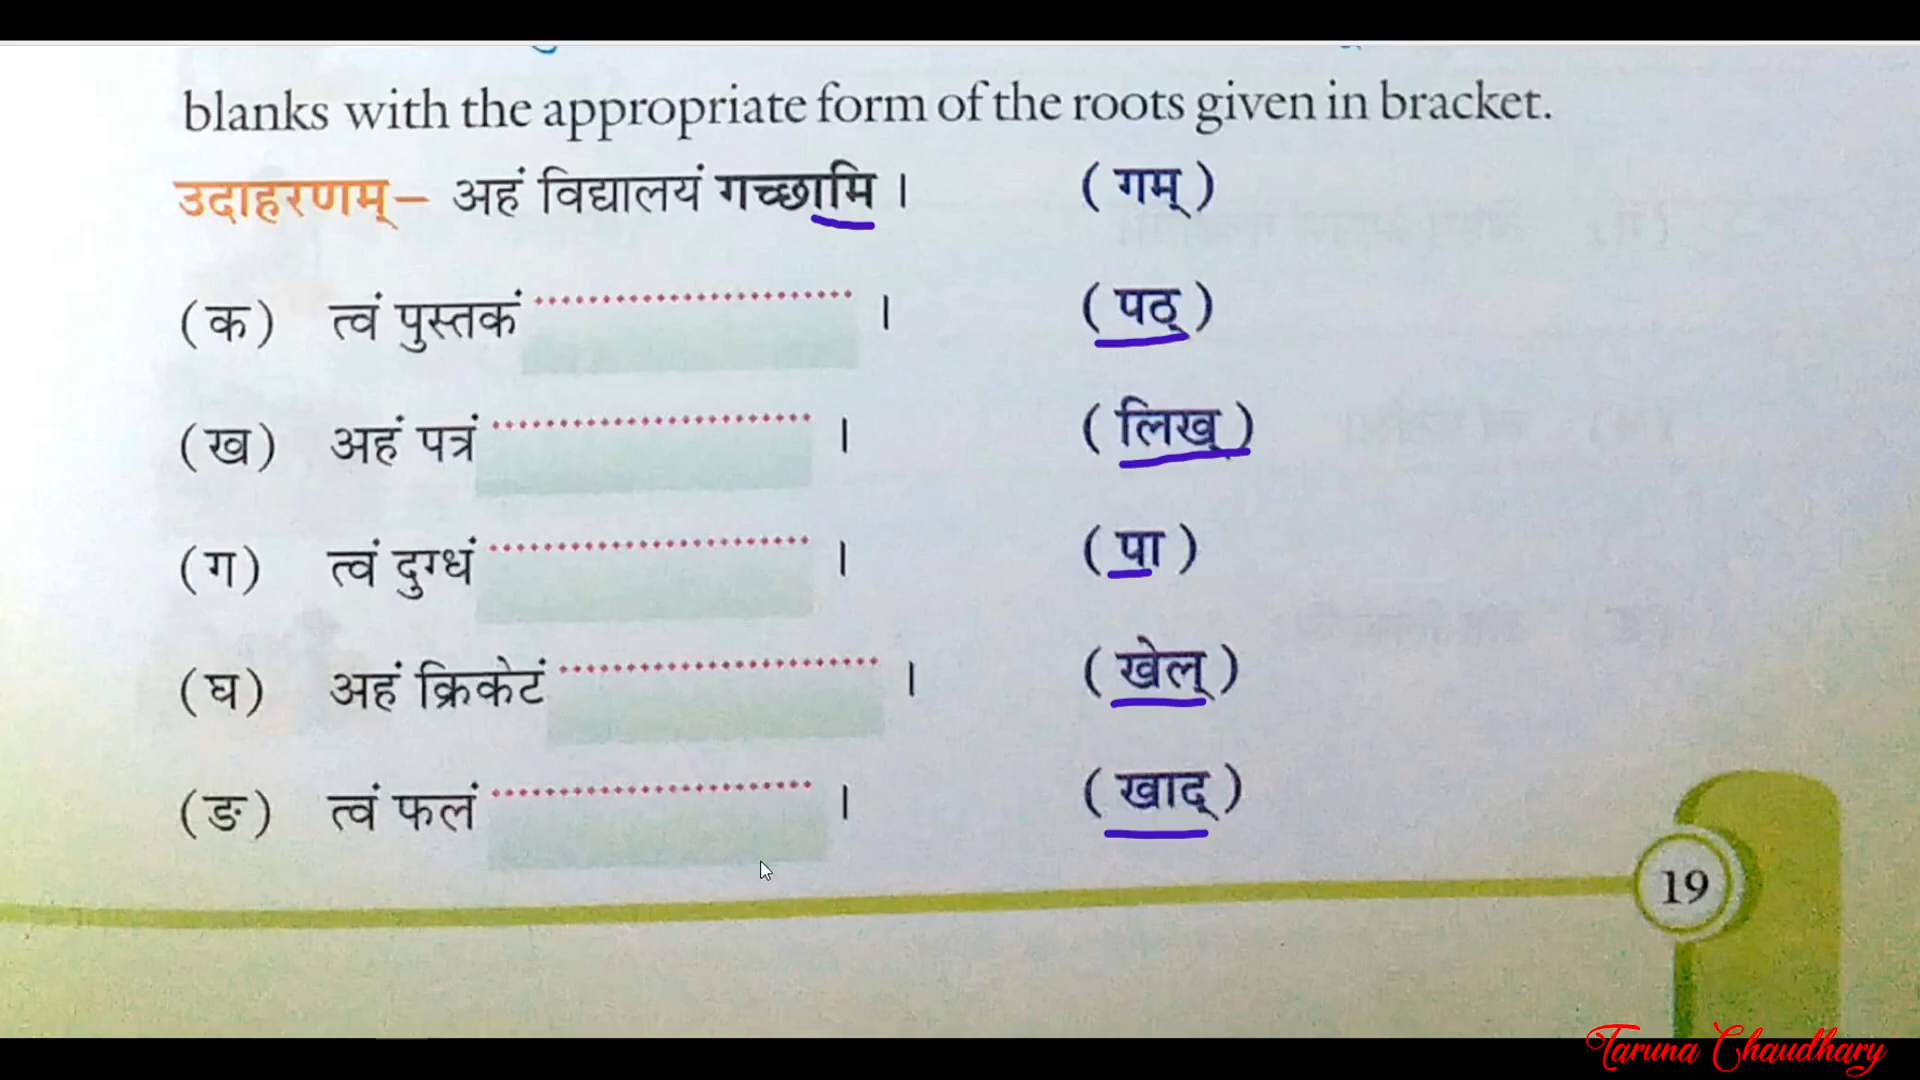 blanks with the appropriate form of the roots given in bracket.
उदाहरणम्– अहं विद्यालयं गच्छामि । (गम्)
(क) त्वं पुस्तकं .................... । (पठ्)
(ख) अहं पत्रं .................... । (लिख्)
(ग) त्वं दुग्धं .................... । (पा)
(घ) अहं क्रिकेटं .................... । (खेल्)
(ङ) त्वं फलं .................... । (खाद्)
19
Taruna Chaudhary